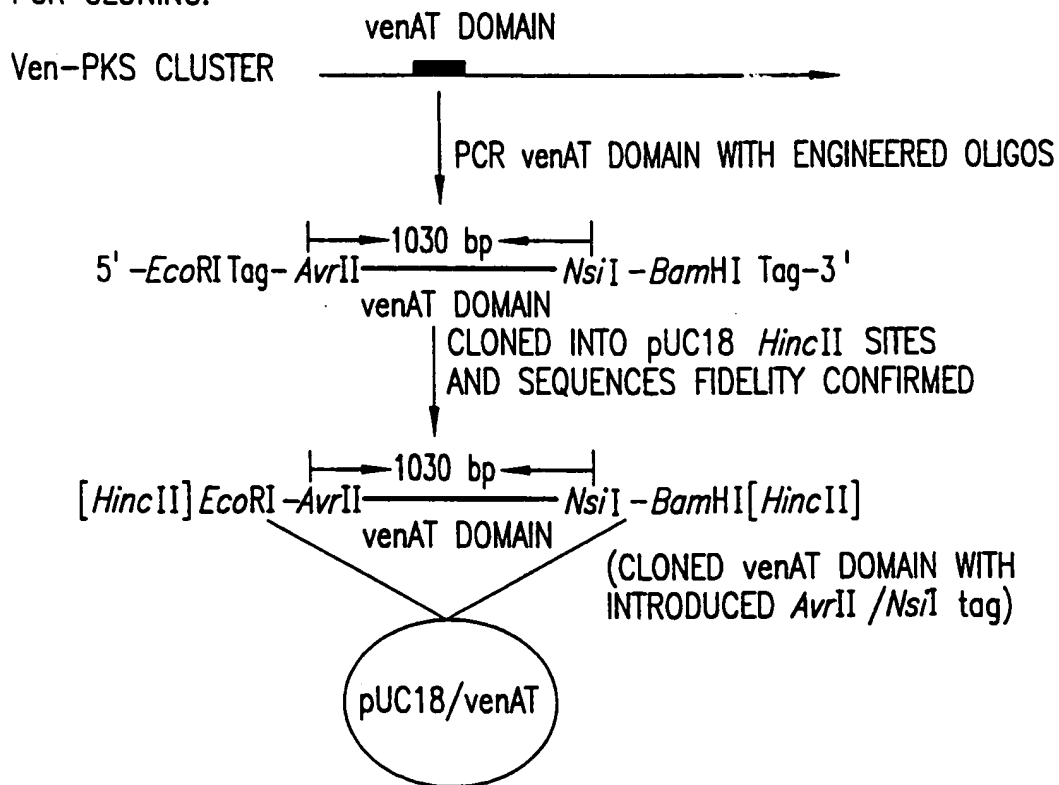 PCR CLONING:
venAT DOMAIN
Ven-PKS CLUSTER
PCR venAT DOMAIN WITH ENGINEERED OLIGOS
1030 bp
5' -EcoRI Tag- AvrII NsiI -BamHI Tag-3'
venAT DOMAIN
CLONED INTO pUC18 HincII SITES
AND SEQUENCES FIDELITY CONFIRMED
1030 bp
[HincII] EcoRI -AvrII NsiI -BamHI[HincII]
venAT DOMAIN
(CLONED venAT DOMAIN WITH
INTRODUCED AvrII /NsiI tag)
pUC18/venAT